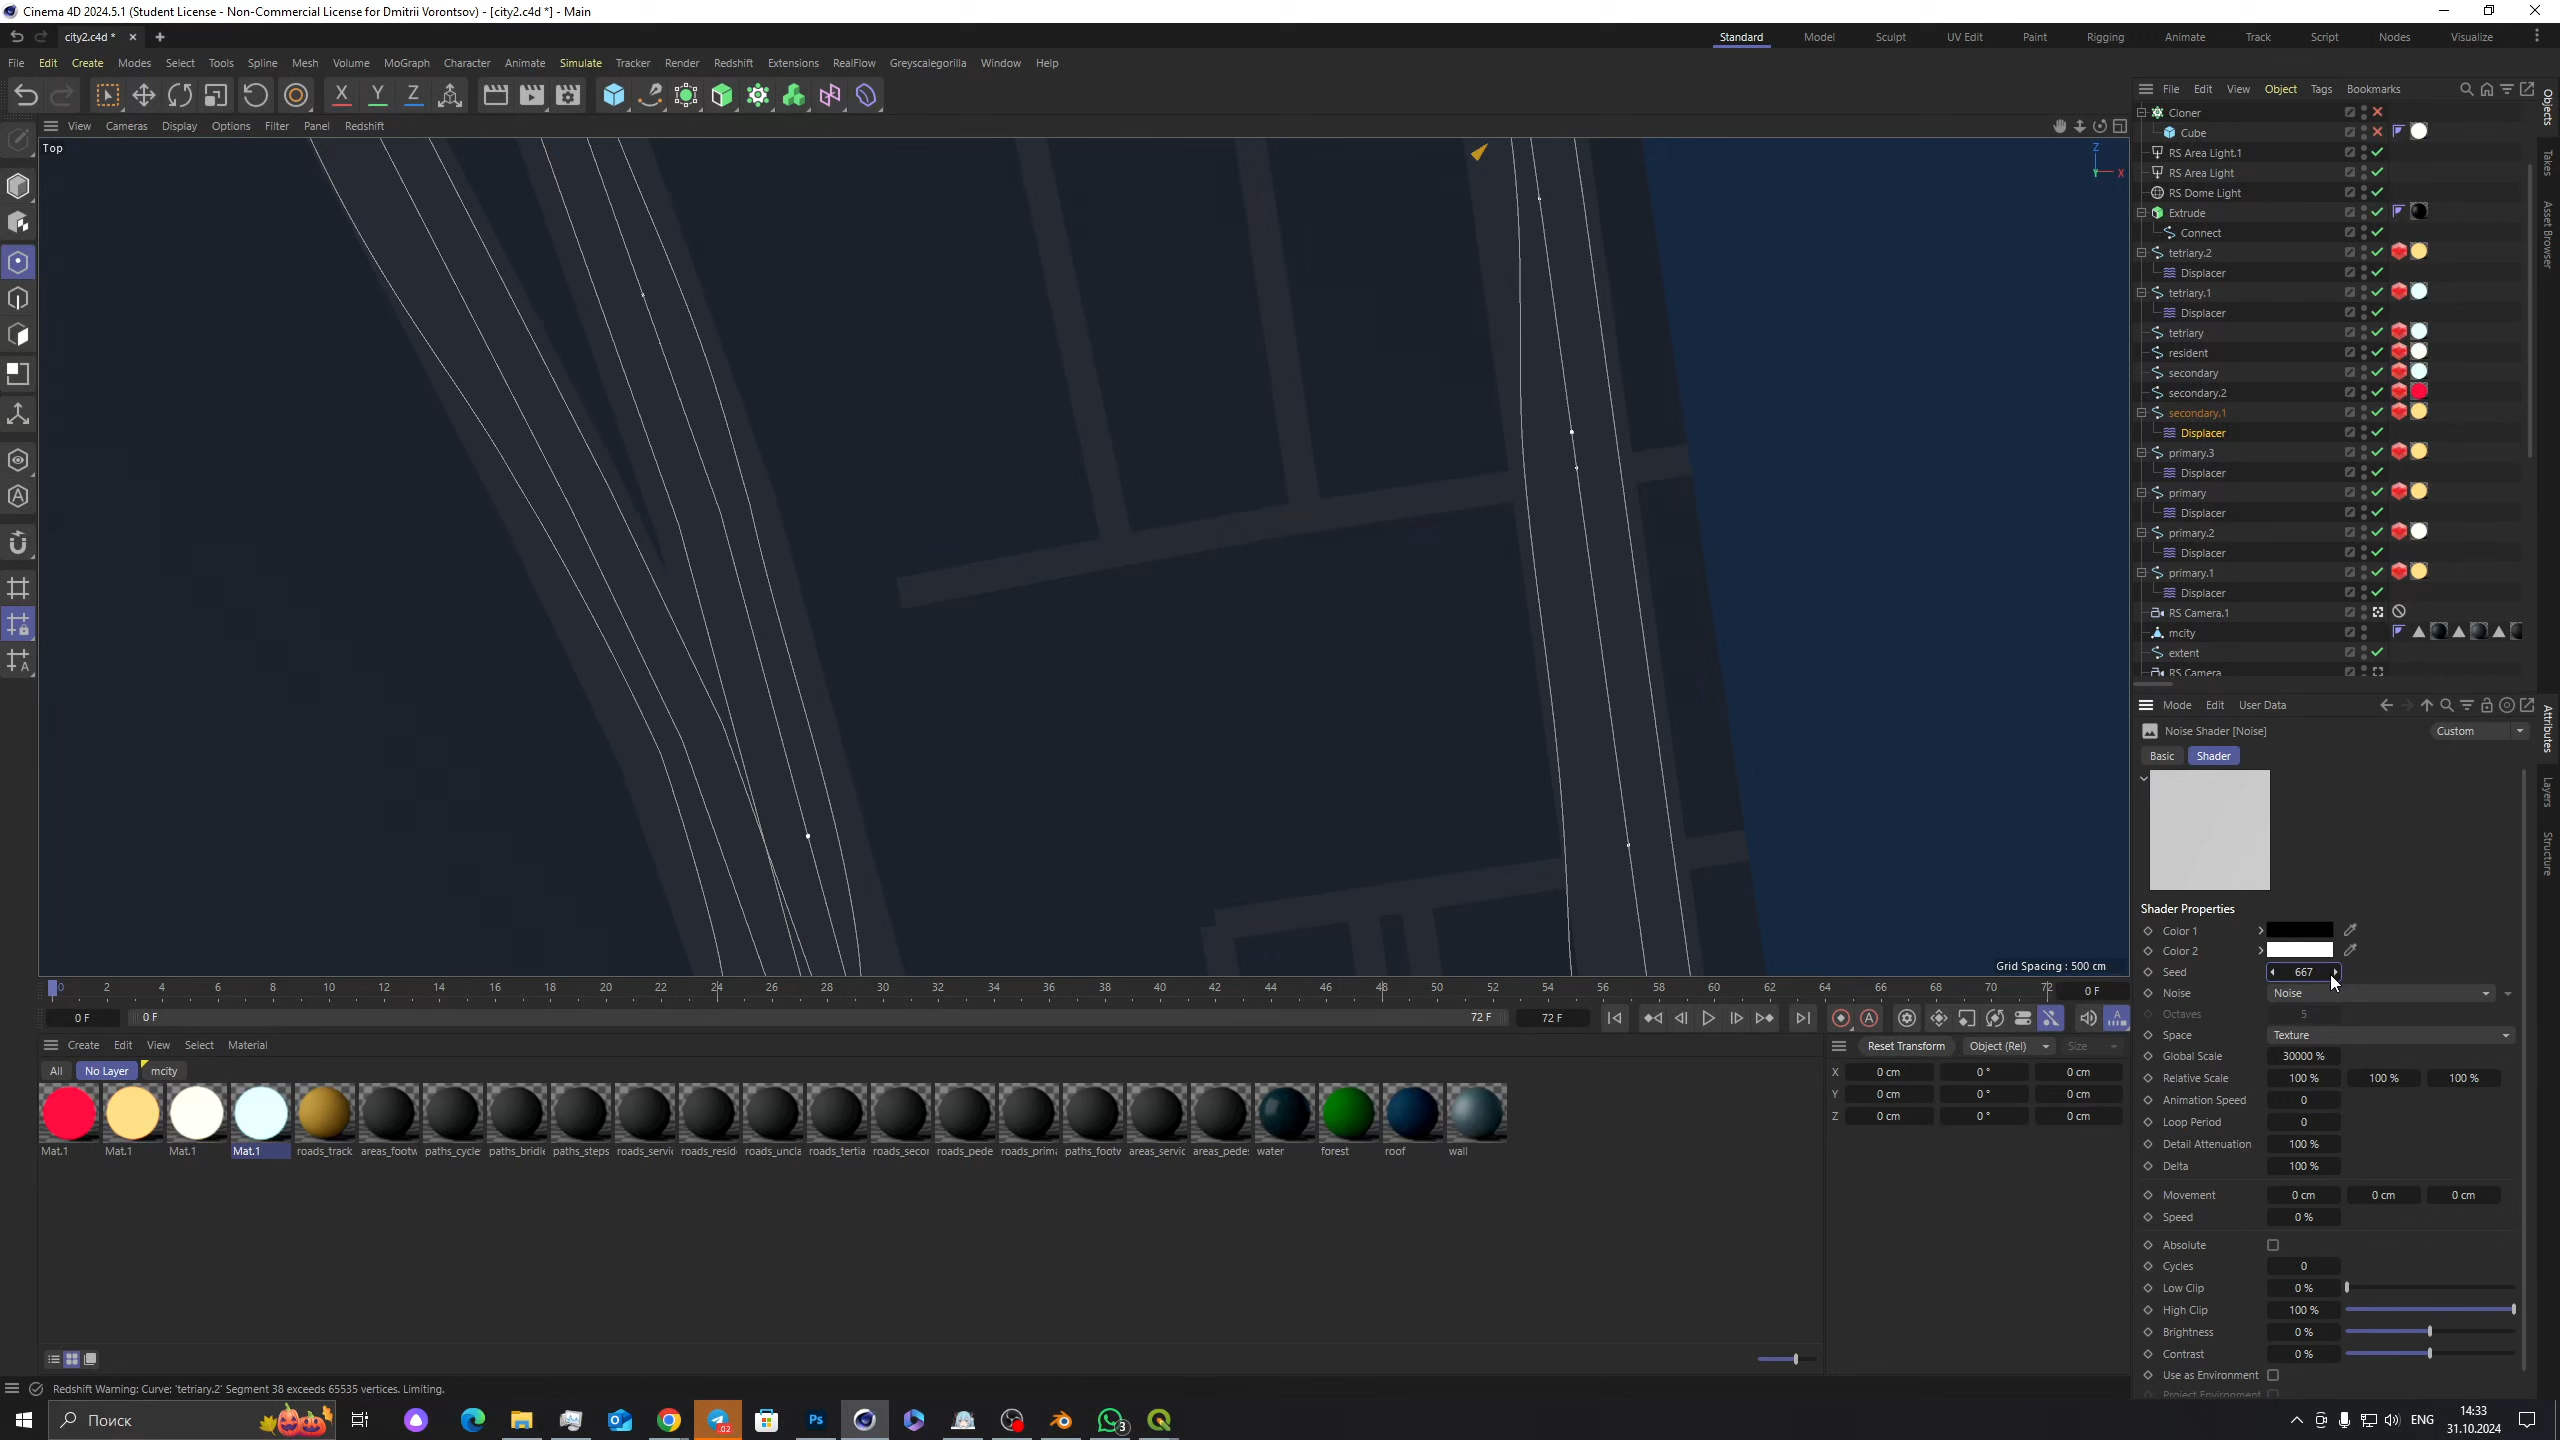 Cinema 4D 2024.5.1 (Student License - Non-Commercial License for Dmitrii Vorontsov) - [city2.c4d *] - Main
city2.c4d *
Standard Model Sculpt UV Edit Paint Rigging Animate Track Script Nodes Visualize
File Edit Create Modes Select Tools Spline Mesh Volume MoGraph Character Animate Simulate Tracker Render Redshift Extensions RealFlow Greyscalegorilla Window Help
X Y Z
View Cameras Display Options Filter Panel Redshift
Top
Z
Y X
Grid Spacing : 500 cm
File Edit View Object Tags Bookmarks
Objects
Takes
Asset Browser
Cloner
Cube
RS Area Light.1
RS Area Light
RS Dome Light
Extrude
Connect
tetriary.2
Displacer
tetriary.1
Displacer
tetriary
resident
secondary
secondary.2
secondary.1
Displacer
primary.3
Displacer
primary
Displacer
primary.2
Displacer
primary.1
Displacer
RS Camera.1
mcity
extent
RS Camera
Mode Edit User Data
Attributes
Layers
Structure
Noise Shader [Noise]
Custom
Basic Shader
Shader Properties
Color 1
Color 2
Seed 667
Noise Noise
Octaves 5
Space Texture
Global Scale 30000 %
Relative Scale 100 % 100 % 100 %
Animation Speed 0
Loop Period 0
Detail Attenuation 100 %
Delta 100 %
Movement 0 cm 0 cm 0 cm
Speed 0 %
Absolute
Cycles 0
Low Clip 0 %
High Clip 100 %
Brightness 0 %
Contrast 0 %
Use as Environment
Project Environment
0 2 4 6 8 10 12 14 16 18 20 22 24 26 28 30 32 34 36 38 40 42 44 46 48 50 52 54 56 58 60 62 64 66 68 70 72 0 F
0 F 0 F 72 F 72 F
Create Edit View Select Material
All No Layer mcity
Mat.1 Mat.1 Mat.1 Mat.1 roads_track areas_footw paths_cycle paths_bridle paths_steps roads_servic roads_resid roads_uncla roads_tertia roads_secor roads_pede roads_prima paths_footv areas_servic areas_pede: water forest roof wall
Reset Transform Object (Rel) Size
X 0 cm 0 ° 0 cm
Y 0 cm 0 ° 0 cm
Z 0 cm 0 ° 0 cm
Redshift Warning: Curve: 'tetriary.2' Segment 38 exceeds 65535 vertices. Limiting.
Поиск
Ps
3
ENG
14:33
31.10.2024